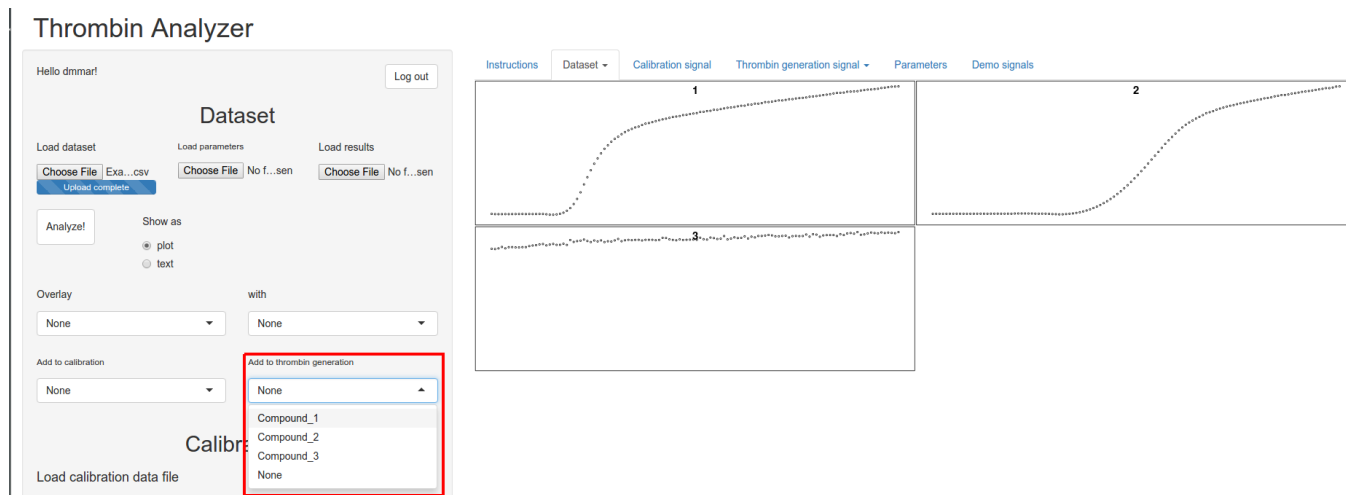 Thrombin Analyzer
Hello dmmar!
Log out
Dataset
Load dataset
Load parameters
Load results
Choose File Exa...csv
Choose File No f...sen
Choose File No f...sen
Upload complete
Analyze!
Show as
plot
text
Overlay
with
None
None
Add to calibration
Add to thrombin generation
None
None
Compound_1
Compound_2
Compound_3
None
Calibr
Load calibration data file
Instructions
Dataset
Calibration signal
Thrombin generation signal
Parameters
Demo signals
1
2
3